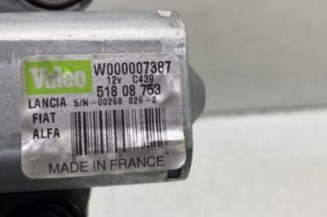 Valeo W000007387
12v C439
518 08 753
LANCIA S/N-00268 026-2
FIAT
ALFA
MADE IN FRANCE